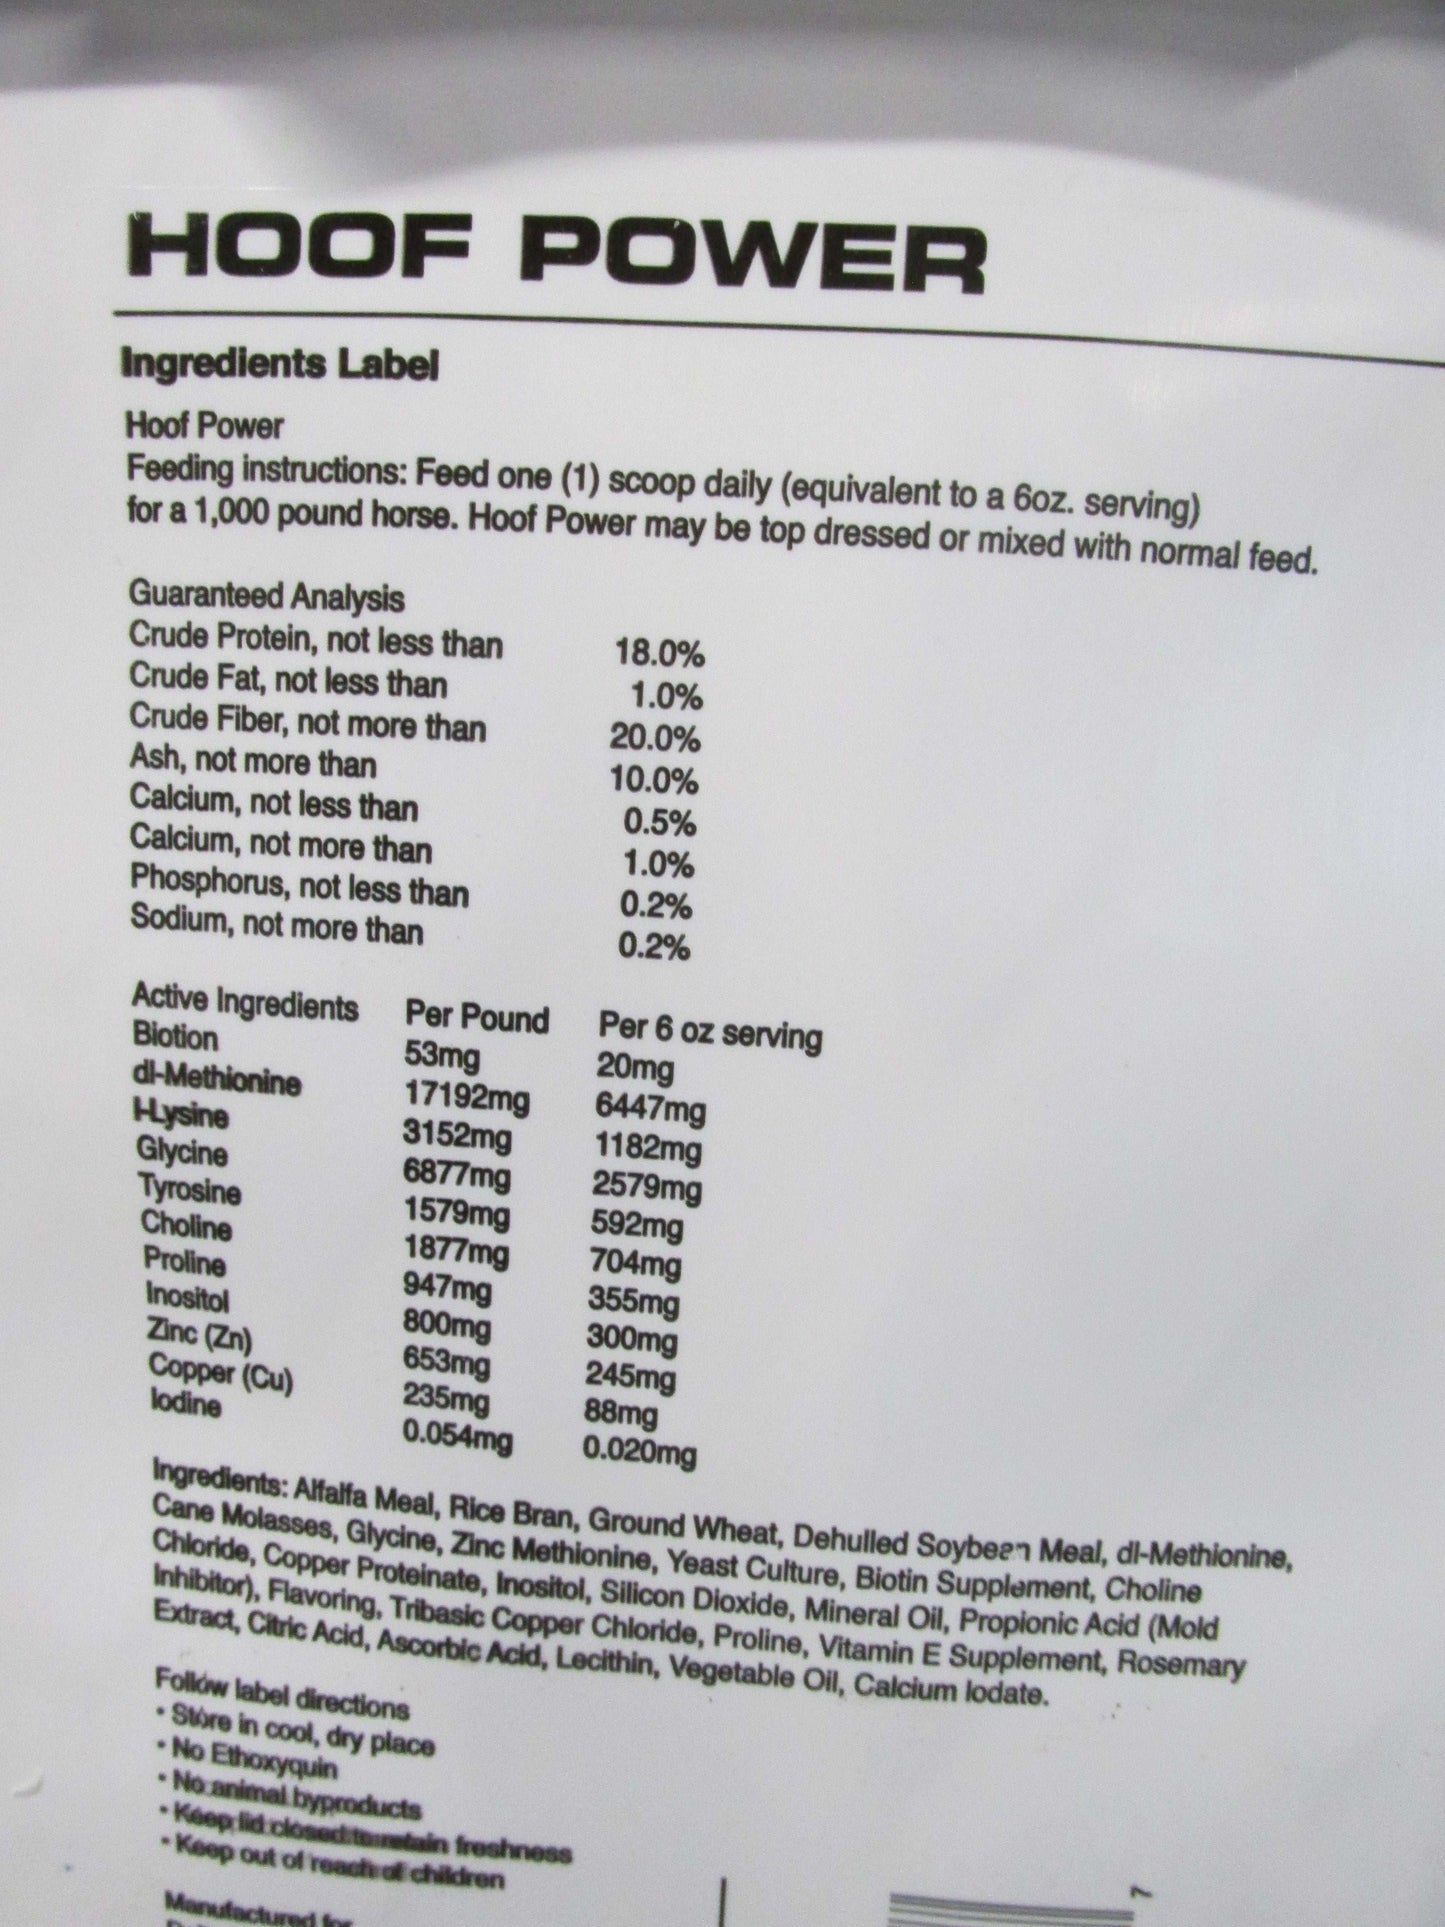 HOOF POWER
Ingredients Label
Hoof Power
Feeding instructions: Feed one (1) scoop daily (equivalent to a 6oz. serving)
for a 1,000 pound horse. Hoof Power may be top dressed or mixed with normal feed.
Guaranteed Analysis
Crude Protein, not less than 18.0%
Crude Fat, not less than 1.0%
Crude Fiber, not more than 20.0%
Ash, not more than 10.0%
Calcium, not less than 0.5%
Calcium, not more than 1.0%
Phosphorus, not less than 0.2%
Sodium, not more than 0.2%
Active Ingredients Per Pound Per 6 oz serving
Biotion 53mg 20mg
dl-Methionine 17192mg 6447mg
l-Lysine 3152mg 1182mg
Glycine 6877mg 2579mg
Tyrosine 1579mg 592mg
Choline 1877mg 704mg
Proline 947mg 355mg
Inositol 800mg 300mg
Zinc (Zn) 653mg 245mg
Copper (Cu) 235mg 88mg
Iodine 0.054mg 0.020mg
Ingredients: Alfalfa Meal, Rice Bran, Ground Wheat, Dehulled Soybean Meal, dl-Methionine,
Cane Molasses, Glycine, Zinc Methionine, Yeast Culture, Biotin Supplement, Choline
Chloride, Copper Proteinate, Inositol, Silicon Dioxide, Mineral Oil, Propionic Acid (Mold
Inhibitor), Flavoring, Tribasic Copper Chloride, Proline, Vitamin E Supplement, Rosemary
Extract, Citric Acid, Ascorbic Acid, Lecithin, Vegetable Oil, Calcium Iodate.
Follow label directions
• Store in cool, dry place
• No Ethoxyquin
• No animal byproducts
• Keep lid closed to retain freshness
• Keep out of reach of children
Manufactured for
7